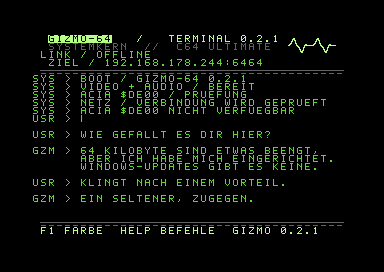 GIZMO-64 / TERMINAL 0.2.1
SYSTEMKERN // C64 ULTIMATE
LINK / OFFLINE
ZIEL / 192.168.178.244:6464
SYS > BOOT / GIZMO-64 0.2.1
SYS > VIDEO + AUDIO / BEREIT
SYS > ACIA $DE00 / PRUEFUNG
SYS > NETZ / VERBINDUNG WIRD GEPRUEFT
SYS > ACIA $DE00 NICHT VERFUEGBAR
USR >
USR > WIE GEFALLT ES DIR HIER?
GZM > 64 KILOBYTE SIND ETWAS BEENGT,
ABER ICH HABE MICH EINGERICHTET.
WINDOWS-UPDATES GIBT ES KEINE.
USR > KLINGT NACH EINEM VORTEIL.
GZM > EIN SELTENER, ZUGEGEN.
F1 FARBE HELP BEFEHLE GIZMO 0.2.1